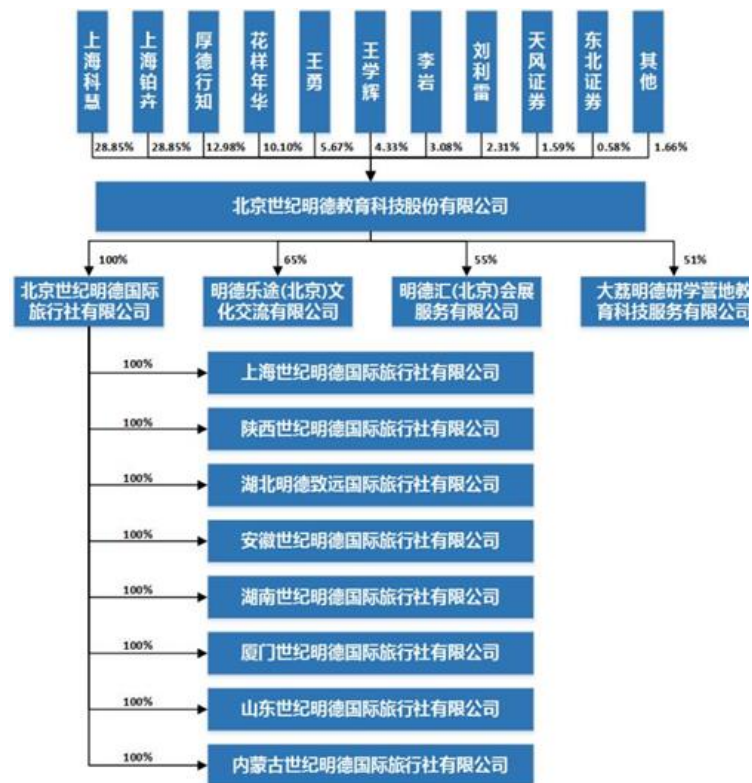 上海科慧
上海铂卉
厚德行知
花样年华
王勇
王学辉
李岩
刘利雷
天风证券
东北证券
其他
28.85%
28.85%
12.98%
10.10%
5.67%
4.33%
3.08%
2.31%
1.59%
0.58%
1.66%
北京世纪明德教育科技股份有限公司
100%
65%
55%
51%
北京世纪明德国际
旅行社有限公司
明德乐途(北京)文
化交流有限公司
明德汇(北京)会展
服务有限公司
大荔明德研学营地教
育科技服务有限公司
100%
上海世纪明德国际旅行社有限公司
100%
陕西世纪明德国际旅行社有限公司
100%
湖北明德致远国际旅行社有限公司
100%
安徽世纪明德国际旅行社有限公司
100%
湖南世纪明德国际旅行社有限公司
100%
厦门世纪明德国际旅行社有限公司
100%
山东世纪明德国际旅行社有限公司
100%
内蒙古世纪明德国际旅行社有限公司